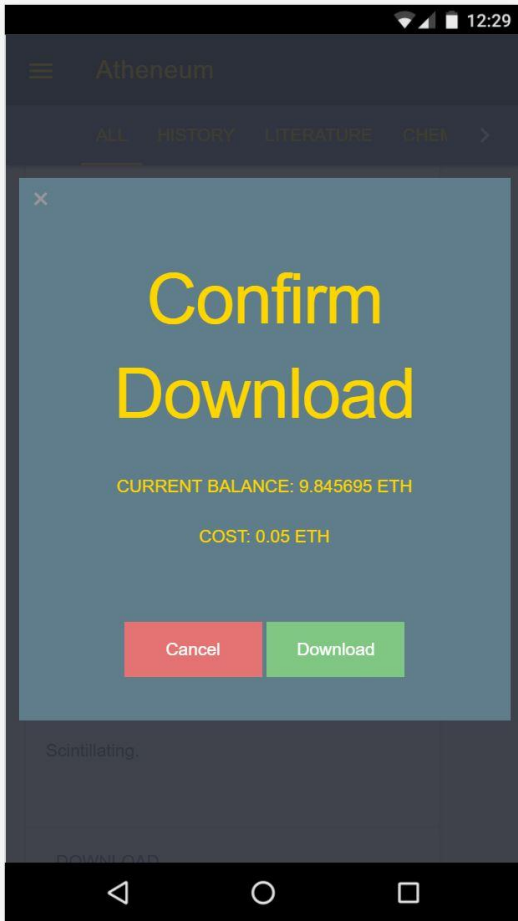 12:29
Atheneum
ALL HISTORY LITERATURE CHEM
Confirm
Download
CURRENT BALANCE: 9.845695 ETH
COST: 0.05 ETH
Cancel Download
Scintillating,
DOWNLOAD